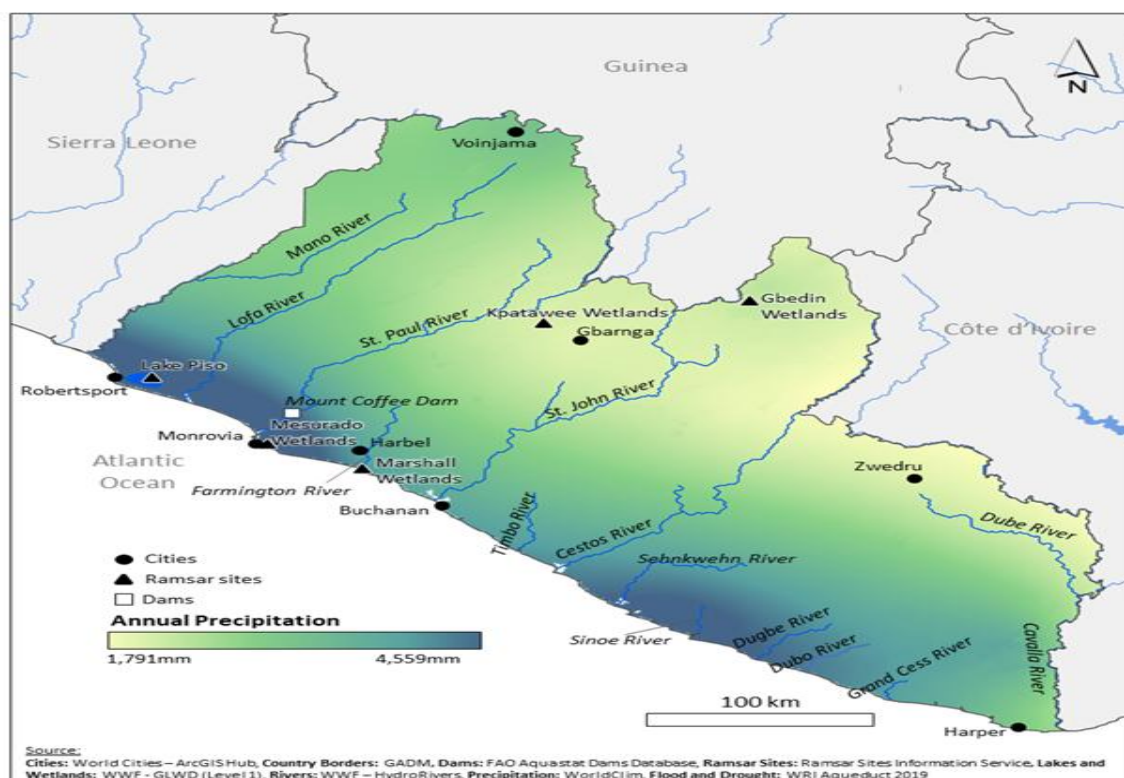 Guinea
N
Sierra Leone
Voinjama
Mano River
Lofa River
St. Paul River
Kpatawee Wetlands
Gbarnga
Gbedin
Wetlands
Côte d'Ivoire
Lake Piso
Robertsport
St. John River
Mount Coffee Dam
Mesurado
Wetlands
Monrovia
Harbel
Atlantic
Ocean
Marshall
Wetlands
Farmington River
Zwedru
Buchanan
Dube River
Timbo River
Cestos River
Sehnkwehn River
Cities
Ramsar sites
Dams
Annual Precipitation
1,791mm 4,559mm
Sinoe River
Dugbe River
Dubo River
Grand Cess River
Cavalla River
100 km
Harper
Source:
Cities: World Cities – ArcGIS Hub, Country Borders: GADM, Dams: FAO Aquastat Dams Database, Ramsar Sites: Ramsar Sites Information Service, Lakes and
Wetlands: WWF - GLWD (Level 1), Rivers: WWF – HydroRivers, Precipitation: WorldClim, Flood and Drought: WRI Aqueduct 2019